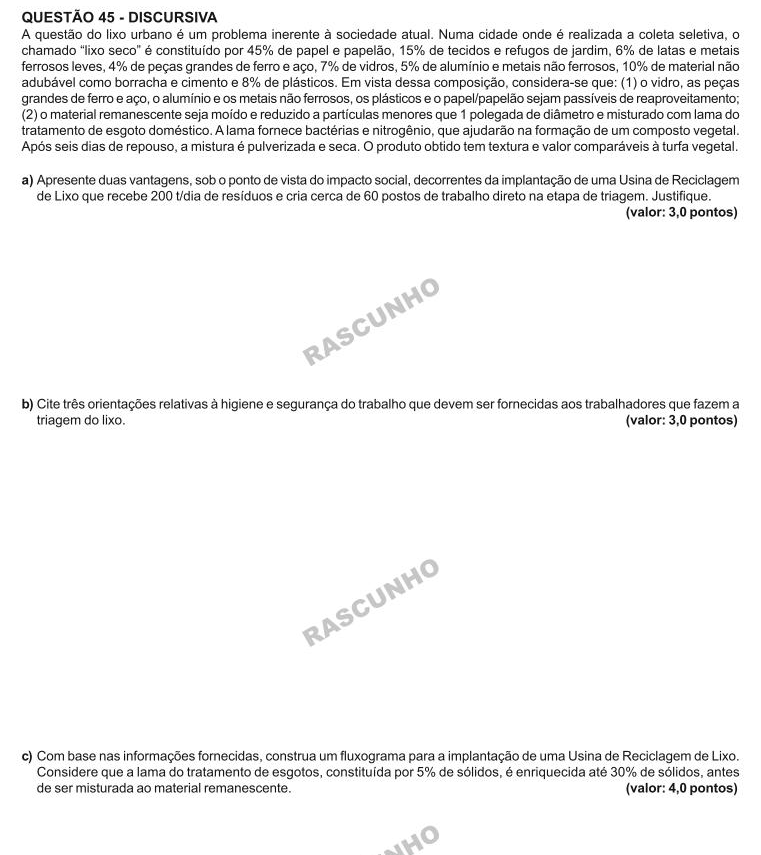 QUESTÃO 45 - DISCURSIVA
A questão do lixo urbano é um problema inerente à sociedade atual. Numa cidade onde é realizada a coleta seletiva, o
chamado “lixo seco” é constituído por 45% de papel e papelão, 15% de tecidos e refugos de jardim, 6% de latas e metais
ferrosos leves, 4% de peças grandes de ferro e aço, 7% de vidros, 5% de alumínio e metais não ferrosos, 10% de material não
adubável como borracha e cimento e 8% de plásticos. Em vista dessa composição, considera-se que: (1) o vidro, as peças
grandes de ferro e aço, o alumínio e os metais não ferrosos, os plásticos e o papel/papelão sejam passíveis de reaproveitamento;
(2) o material remanescente seja moído e reduzido a partículas menores que 1 polegada de diâmetro e misturado com lama do
tratamento de esgoto doméstico. A lama fornece bactérias e nitrogênio, que ajudarão na formação de um composto vegetal.
Após seis dias de repouso, a mistura é pulverizada e seca. O produto obtido tem textura e valor comparáveis à turfa vegetal.
a) Apresente duas vantagens, sob o ponto de vista do impacto social, decorrentes da implantação de uma Usina de Reciclagem
de Lixo que recebe 200 t/dia de resíduos e cria cerca de 60 postos de trabalho direto na etapa de triagem. Justifique.
(valor: 3,0 pontos)
RASCUNHO
b) Cite três orientações relativas à higiene e segurança do trabalho que devem ser fornecidas aos trabalhadores que fazem a
triagem do lixo. (valor: 3,0 pontos)
RASCUNHO
c) Com base nas informações fornecidas, construa um fluxograma para a implantação de uma Usina de Reciclagem de Lixo.
Considere que a lama do tratamento de esgotos, constituída por 5% de sólidos, é enriquecida até 30% de sólidos, antes
de ser misturada ao material remanescente. (valor: 4,0 pontos)
NHO